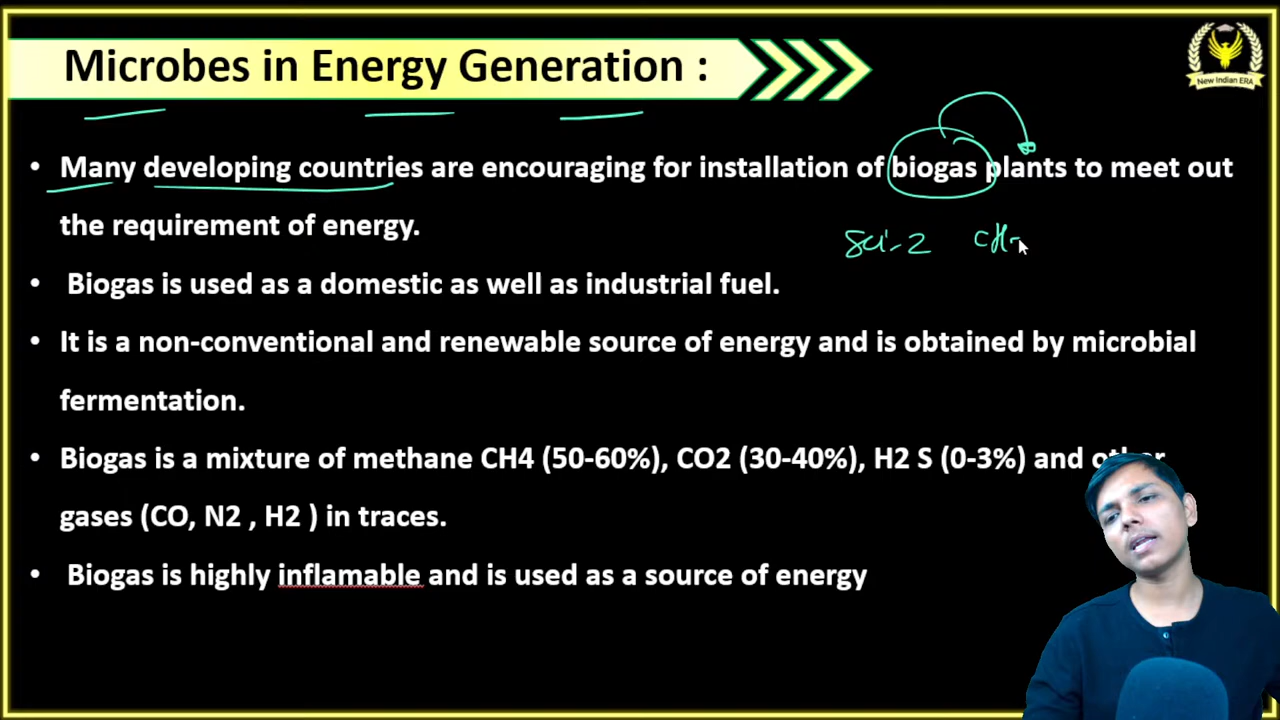 Microbes in Energy Generation :
New Indian ERA
• Many developing countries are encouraging for installation of biogas plants to meet out
the requirement of energy.
Sci-2 CH-
• Biogas is used as a domestic as well as industrial fuel.
• It is a non-conventional and renewable source of energy and is obtained by microbial
fermentation.
• Biogas is a mixture of methane CH4 (50-60%), CO2 (30-40%), H2 S (0-3%) and other
gases (CO, N2 , H2 ) in traces.
• Biogas is highly inflamable and is used as a source of energy